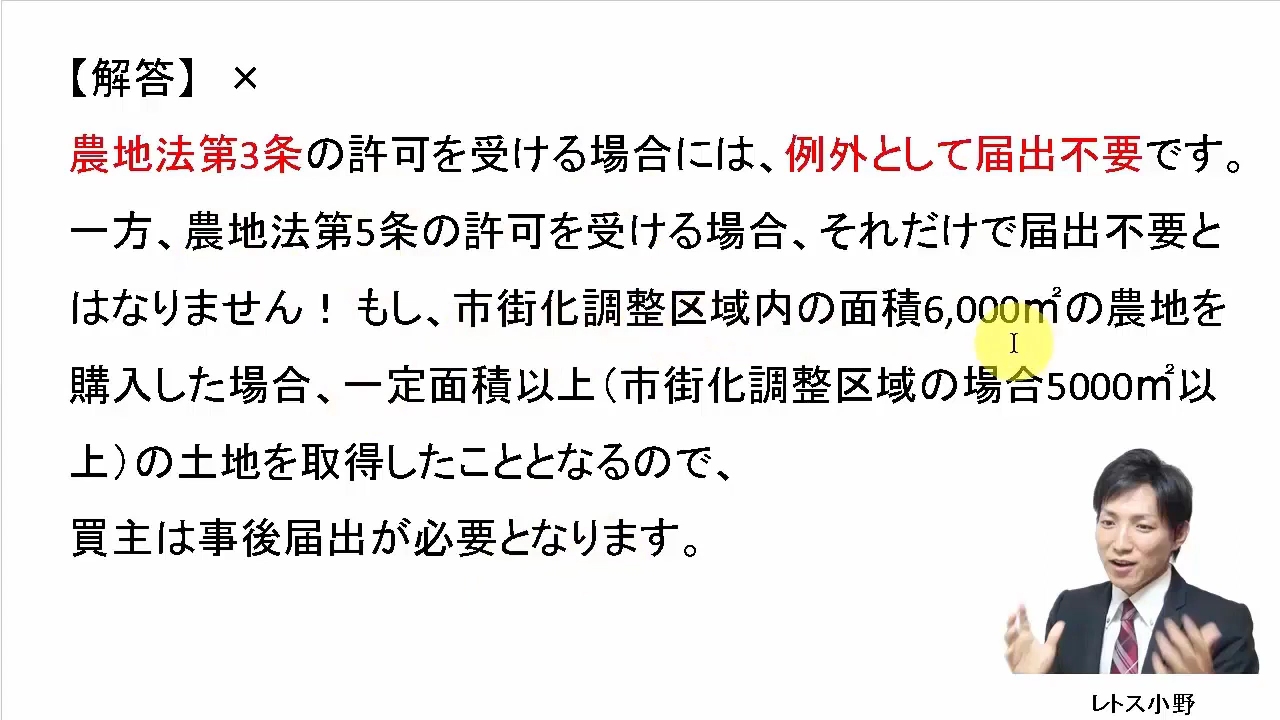 【解答】 ×
農地法第3条の許可を受ける場合には、例外として届出不要です。
一方、農地法第5条の許可を受ける場合、それだけで届出不要と
はなりません！ もし、市街化調整区域内の面積6,000㎡の農地を
購入した場合、一定面積以上（市街化調整区域の場合5000㎡以
上）の土地を取得したこととなるので、
買主は事後届出が必要となります。
レトス小野